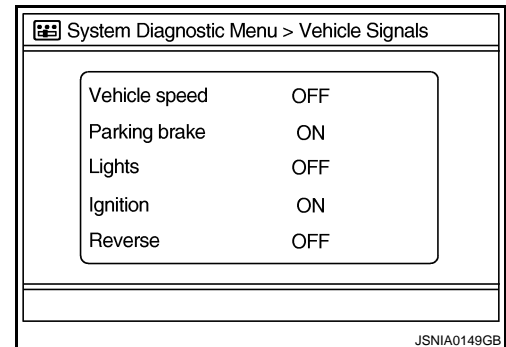 System Diagnostic Menu > Vehicle Signals
Vehicle speed OFF
Parking brake ON
Lights OFF
Ignition ON
Reverse OFF
JSNIA0149GB